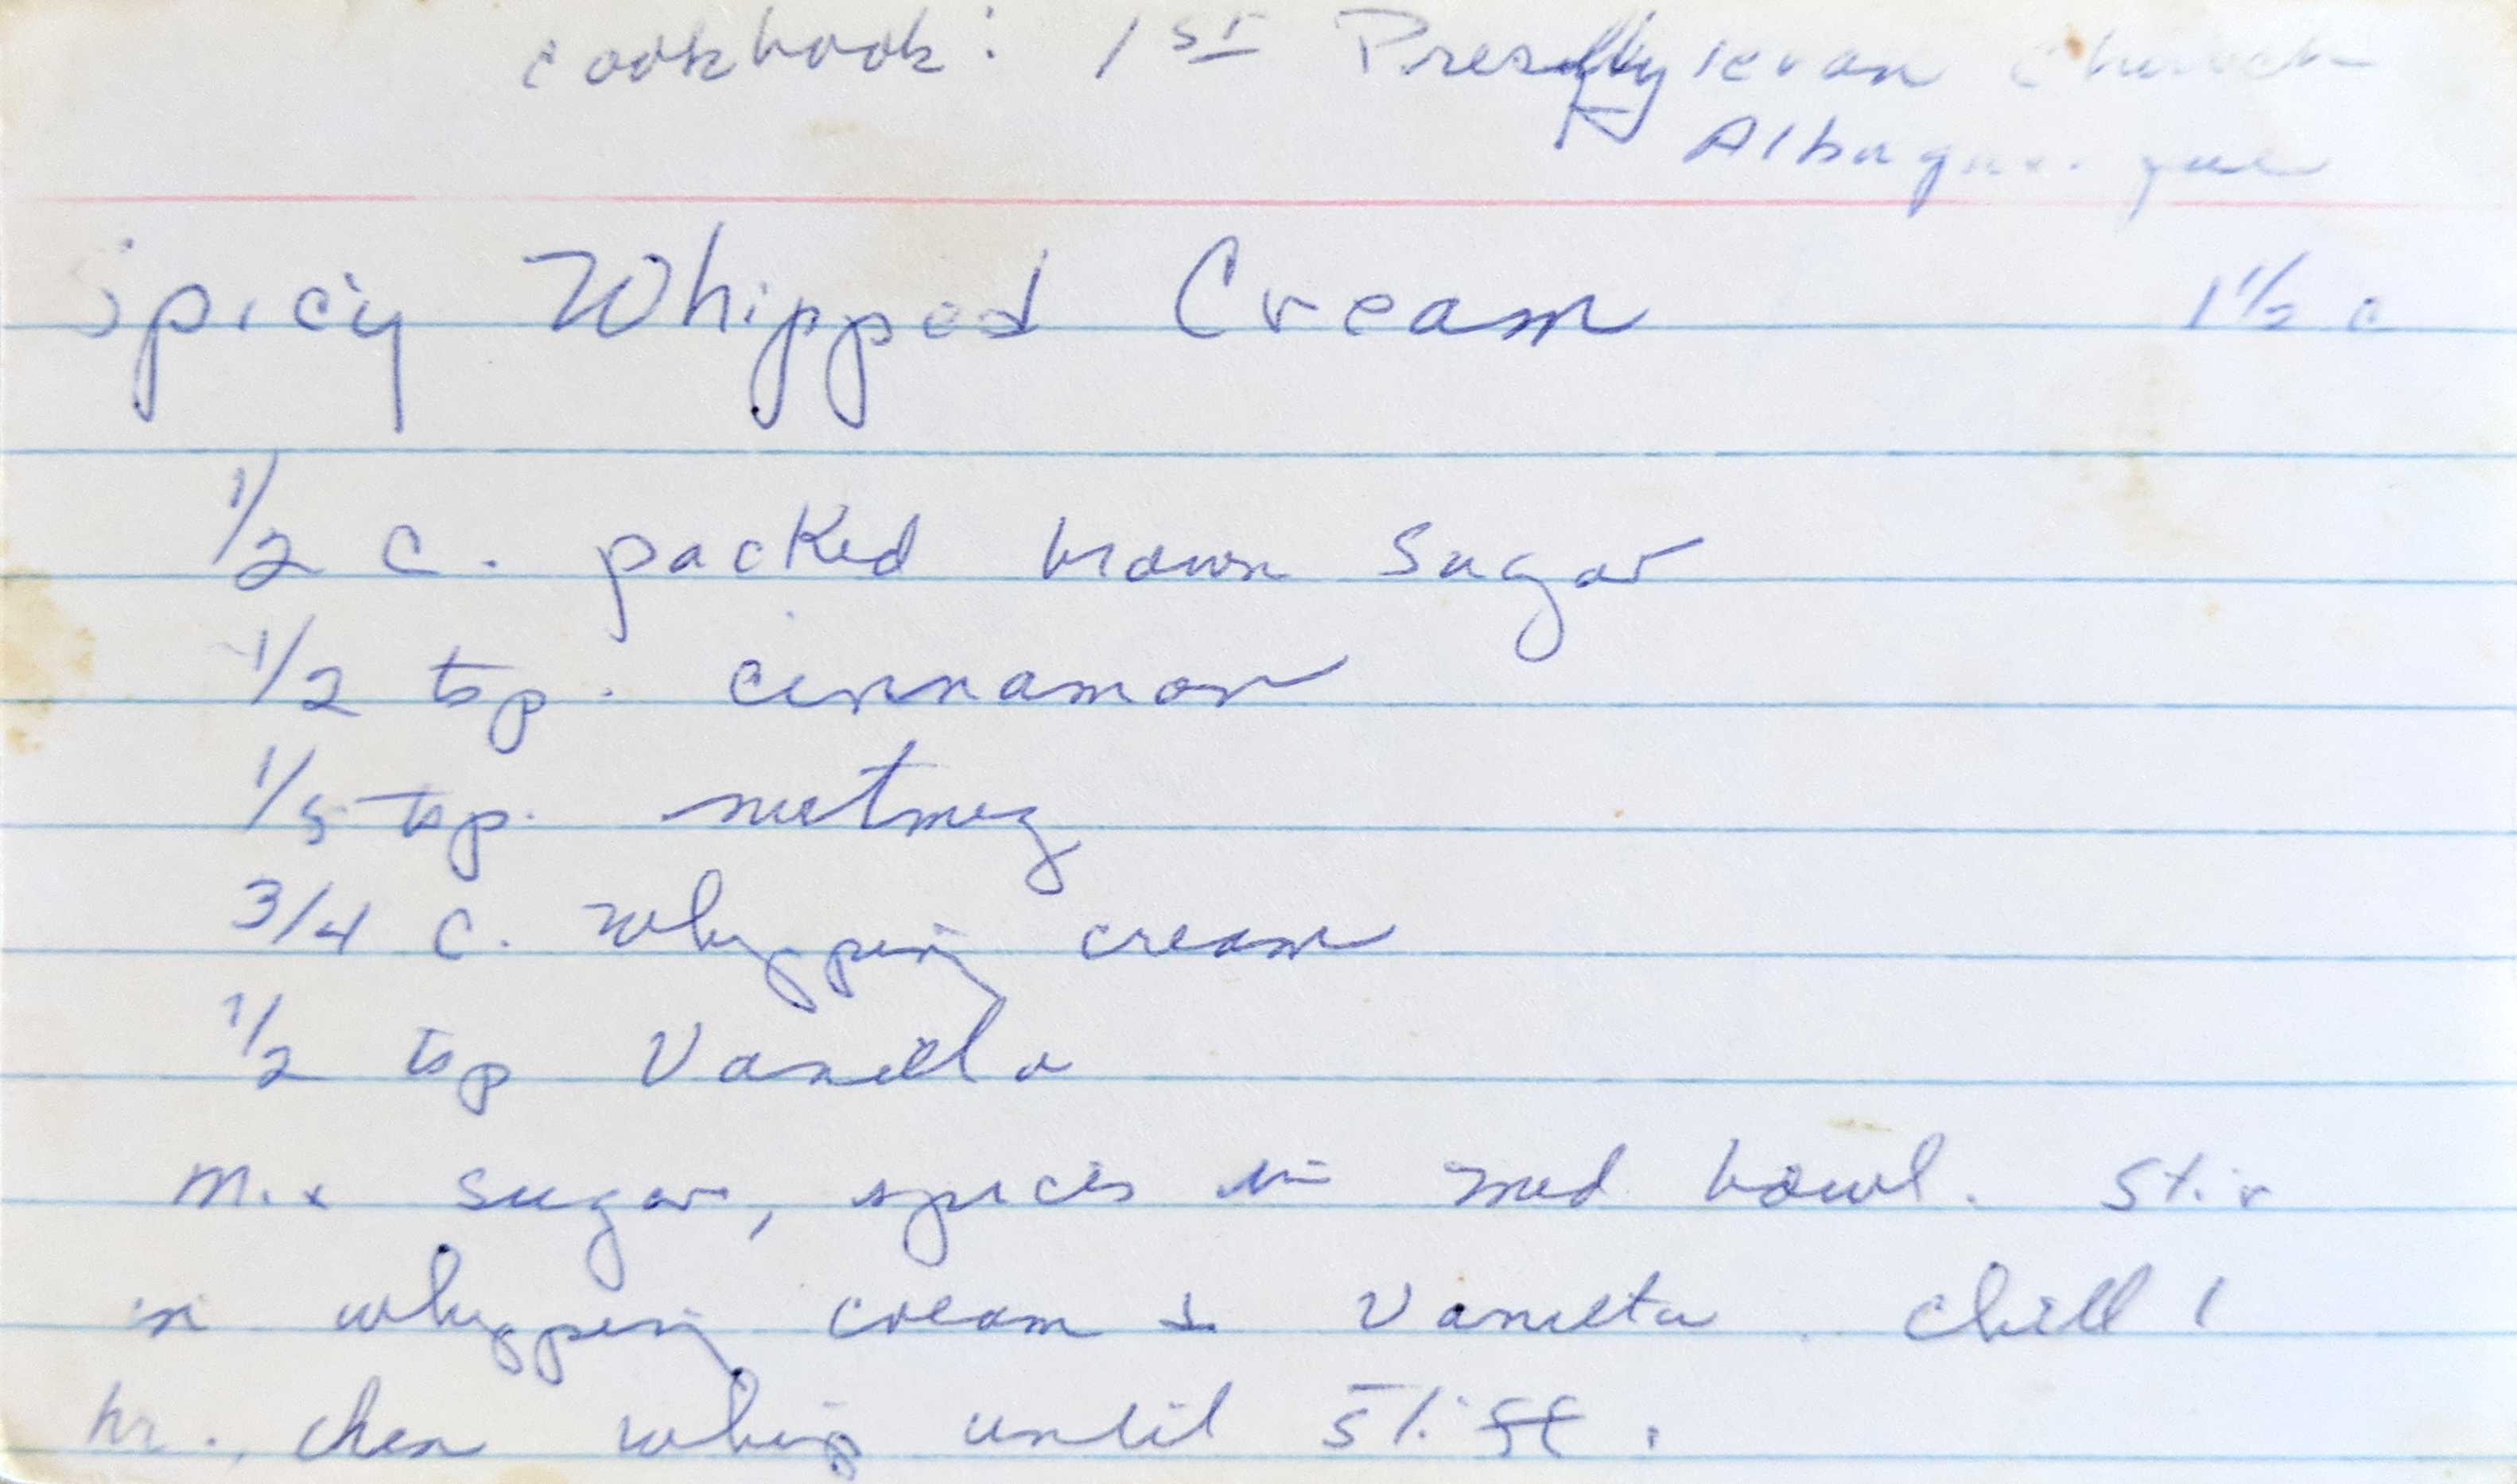 cookbook: 1st Presbyterian Church
Albuquerque
Spicy Whipped Cream 1 1/2 c
1/2 c. packed brown sugar
1/2 tsp. cinnamon
tsp. nutmeg
3/4 c. whipping cream
1/2 tsp vanilla
Mix sugar, spices in med bowl. Stir
in whipping cream & vanilla. chill 1
hr., then whip until stiff.